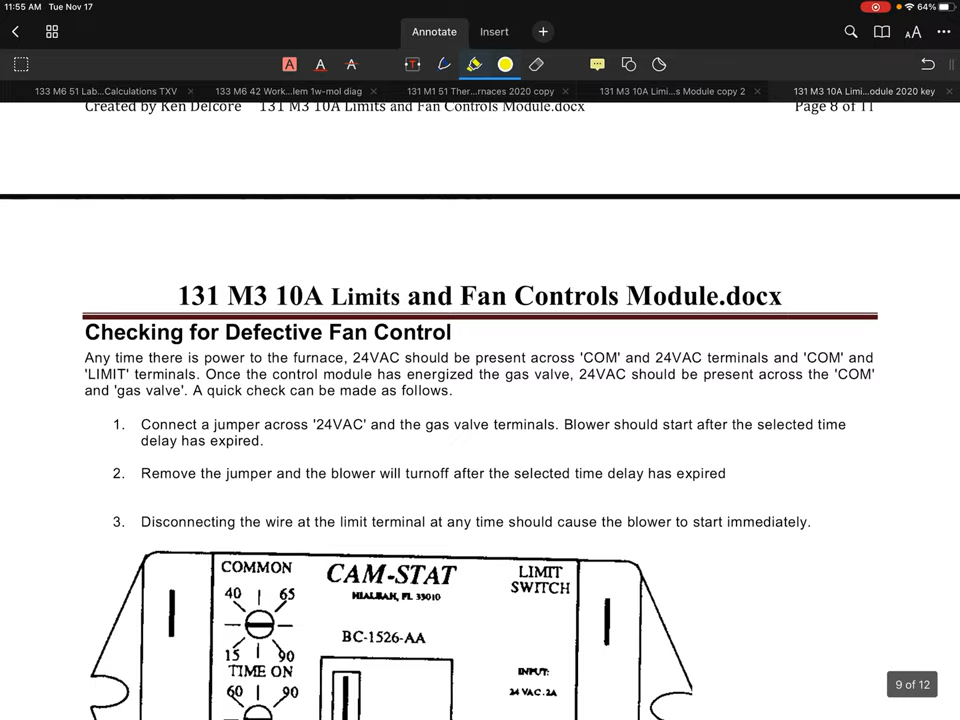 11:55 AM Tue Nov 17
64%
Annotate Insert
AA
A A A T
133 M6 51 Lab...Calculations TXV × 133 M6 42 Work...lem 1w-mol diag × 131 M1 51 Ther...rnaces 2020 copy × 131 M3 10A Limi...s Module copy 2 × 131 M3 10A Limi...odule 2020 key ×
Created by Ken Delcore 131 M3 10A Limits and Fan Controls Module.docx Page 8 of 11
131 M3 10A Limits and Fan Controls Module.docx
Checking for Defective Fan Control
Any time there is power to the furnace, 24VAC should be present across 'COM' and 24VAC terminals and 'COM' and
'LIMIT' terminals. Once the control module has energized the gas valve, 24VAC should be present across the 'COM'
and 'gas valve'. A quick check can be made as follows.
1. Connect a jumper across '24VAC' and the gas valve terminals. Blower should start after the selected time
delay has expired.
2. Remove the jumper and the blower will turnoff after the selected time delay has expired
3. Disconnecting the wire at the limit terminal at any time should cause the blower to start immediately.
COMMON
40 65
15 90
TIME ON
60 90
CAM-STAT
HIALEAH, FL 33010
BC-1526-AA
LIMIT
SWITCH
INPUT:
24 VAC .2A
9 of 12